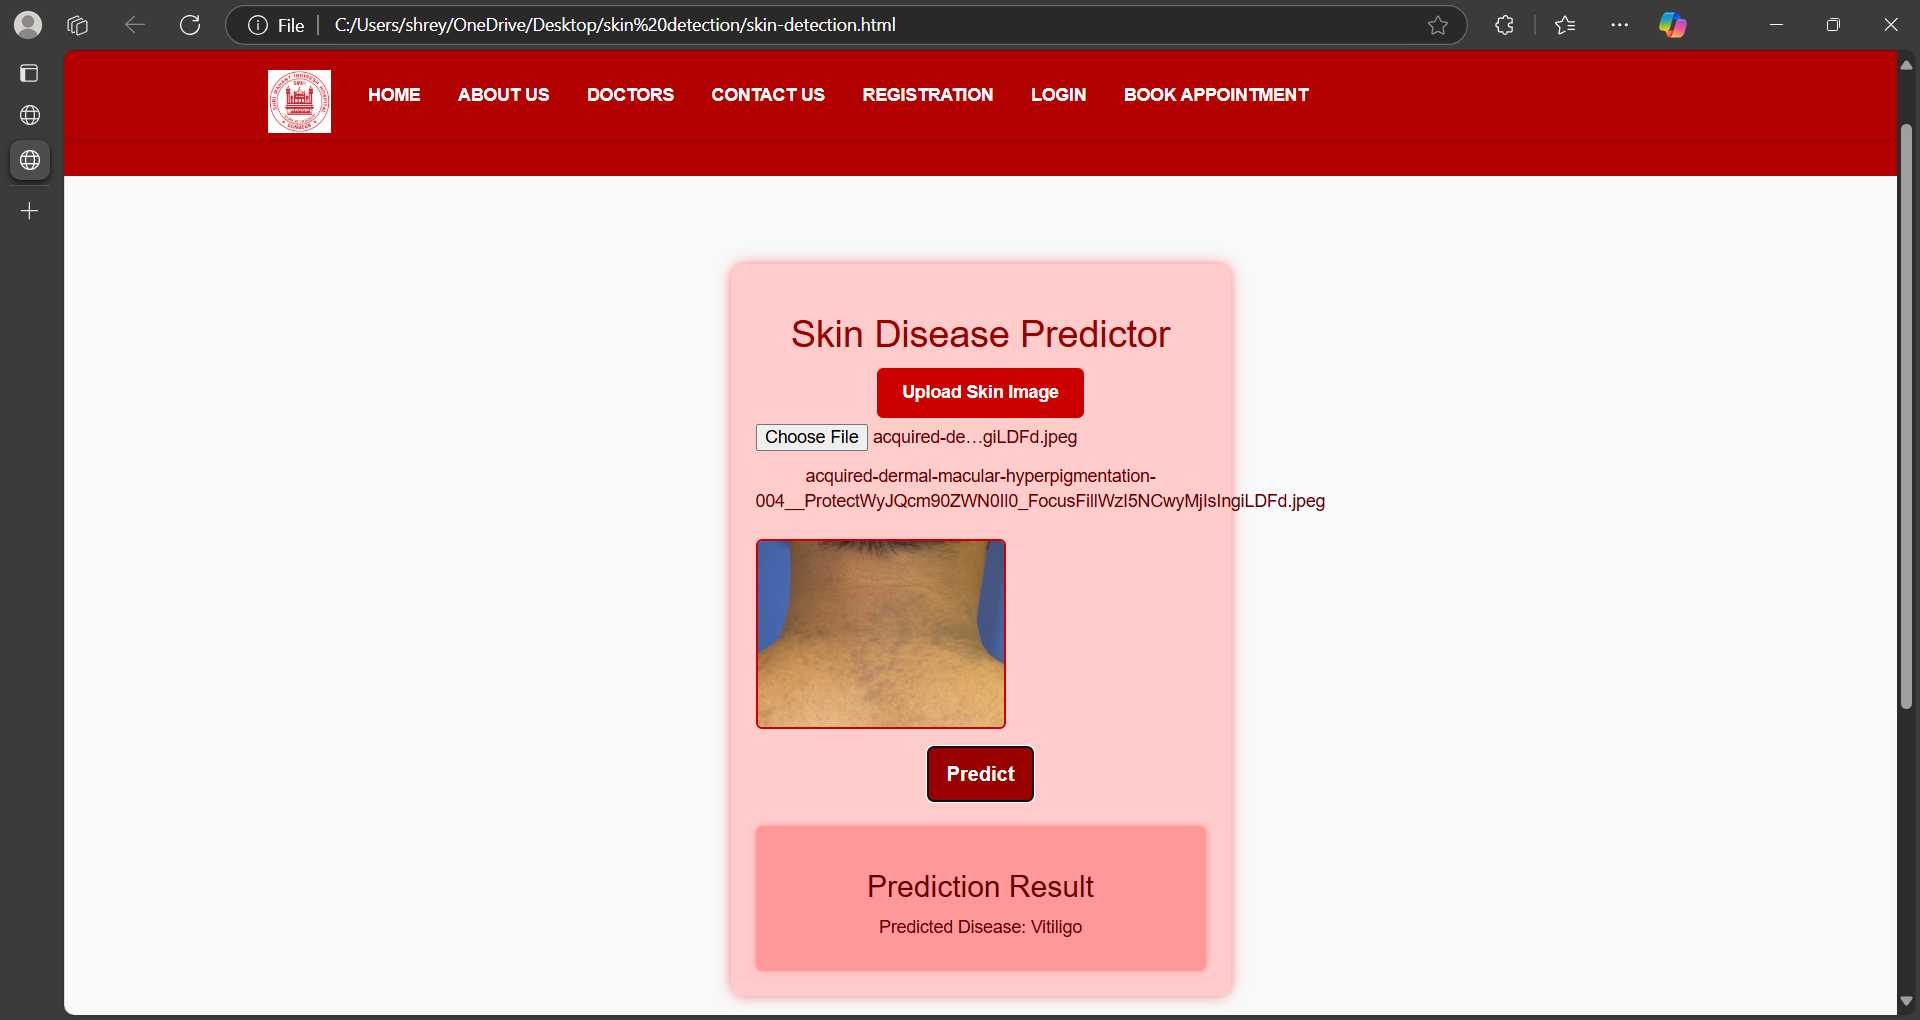 File
C:/Users/shrey/OneDrive/Desktop/skin%20detection/skin-detection.html
HOME ABOUT US DOCTORS CONTACT US REGISTRATION LOGIN BOOK APPOINTMENT
Skin Disease Predictor
Upload Skin Image
Choose File acquired-de...giLDFd.jpeg
acquired-dermal-macular-hyperpigmentation-
004__ProtectWyJQcm90ZWN0Il0_FocusFillWzI5NCwyMjIsIngiLDFd.jpeg
Predict
Prediction Result
Predicted Disease: Vitiligo